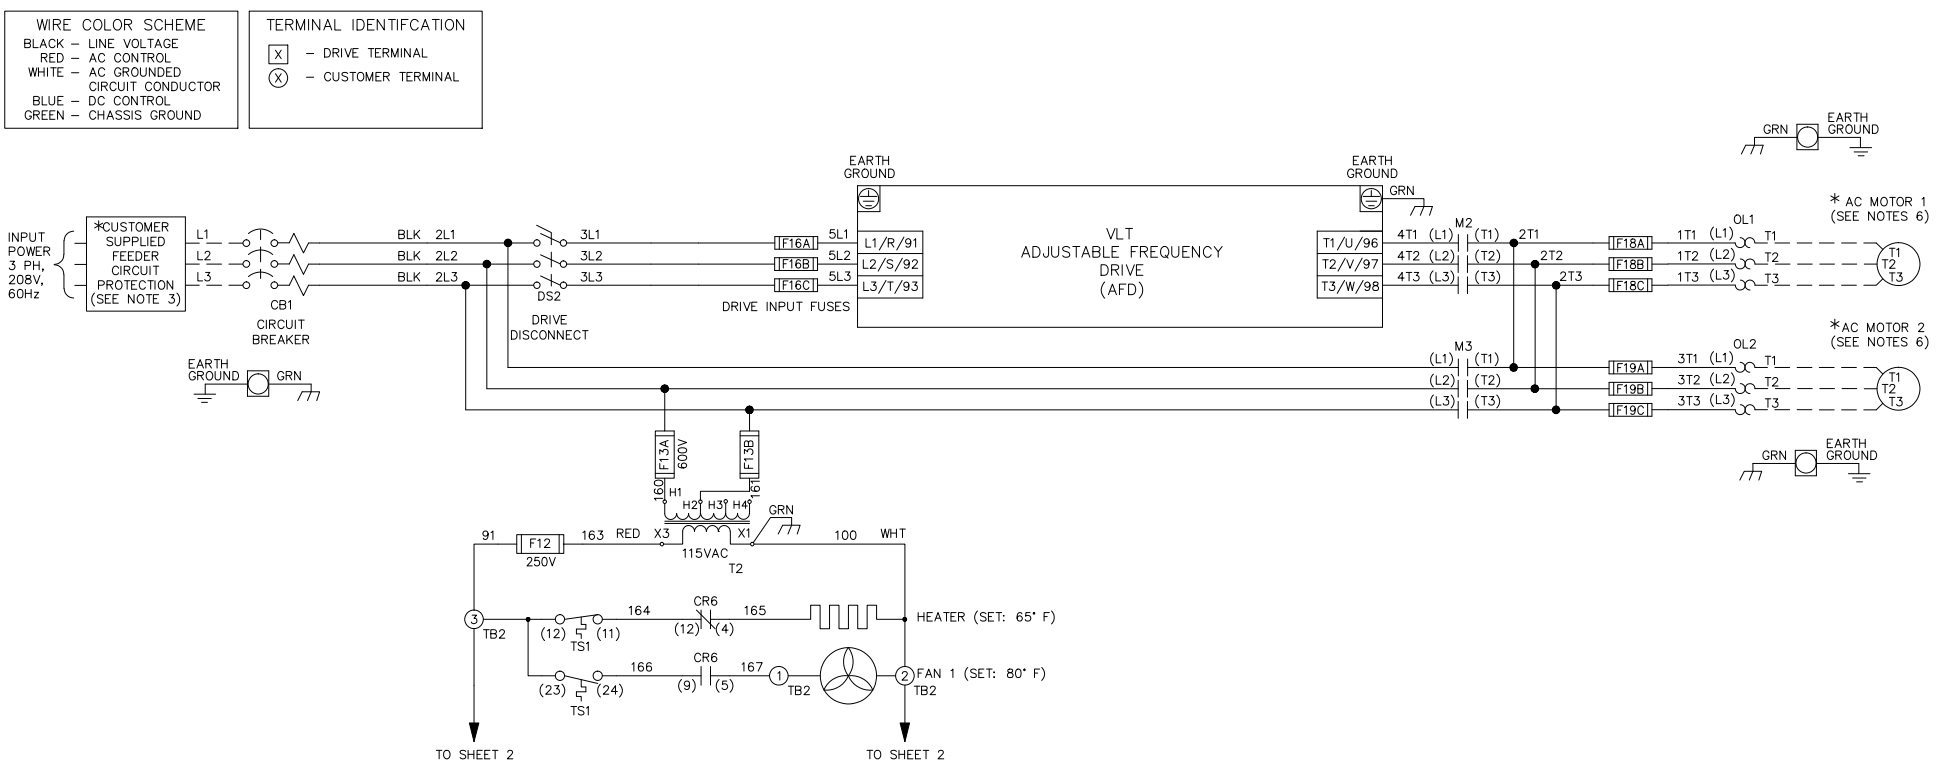 WIRE COLOR SCHEME
BLACK – LINE VOLTAGE
RED – AC CONTROL
WHITE – AC GROUNDED
CIRCUIT CONDUCTOR
BLUE – DC CONTROL
GREEN – CHASSIS GROUND
TERMINAL IDENTIFCATION
X – DRIVE TERMINAL
X – CUSTOMER TERMINAL
INPUT
POWER
3 PH,
208V,
60Hz
*CUSTOMER
SUPPLIED
FEEDER
CIRCUIT
PROTECTION
(SEE NOTE 3)
L1
L2
L3
CB1
CIRCUIT
BREAKER
BLK 2L1
BLK 2L2
BLK 2L3
DS2
DRIVE
DISCONNECT
3L1
3L2
3L3
F16A
F16B
F16C
DRIVE INPUT FUSES
5L1
5L2
5L3
EARTH
GROUND
L1/R/91
L2/S/92
L3/T/93
VLT
ADJUSTABLE FREQUENCY
DRIVE
(AFD)
EARTH
GROUND
GRN
T1/U/96
T2/V/97
T3/W/98
M2
4T1 (L1) (T1) 2T1
4T2 (L2) (T2) 2T2
4T3 (L3) (T3) 2T3
F18A
F18B
F18C
OL1
1T1 (L1) T1
1T2 (L2) T2
1T3 (L3) T3
GRN
EARTH
GROUND
* AC MOTOR 1
(SEE NOTES 6)
T1
T2
T3
M3
(L1) (T1)
(L2) (T2)
(L3) (T3)
F19A
F19B
F19C
OL2
3T1 (L1) T1
3T2 (L2) T2
3T3 (L3) T3
*AC MOTOR 2
(SEE NOTES 6)
T1
T2
T3
GRN
EARTH
GROUND
EARTH
GROUND
GRN
F13A
600V
F13B
160
161
H1
H2 H3 H4
GRN
91
F12
250V
163 RED X3
X1
100 WHT
115VAC
T2
3
TB2
(12) (11)
TS1
164
CR6
(12) (4)
165
HEATER (SET: 65° F)
(23) (24)
TS1
166
CR6
(9) (5)
167
1
TB2
2
TB2
FAN 1 (SET: 80° F)
TO SHEET 2
TO SHEET 2